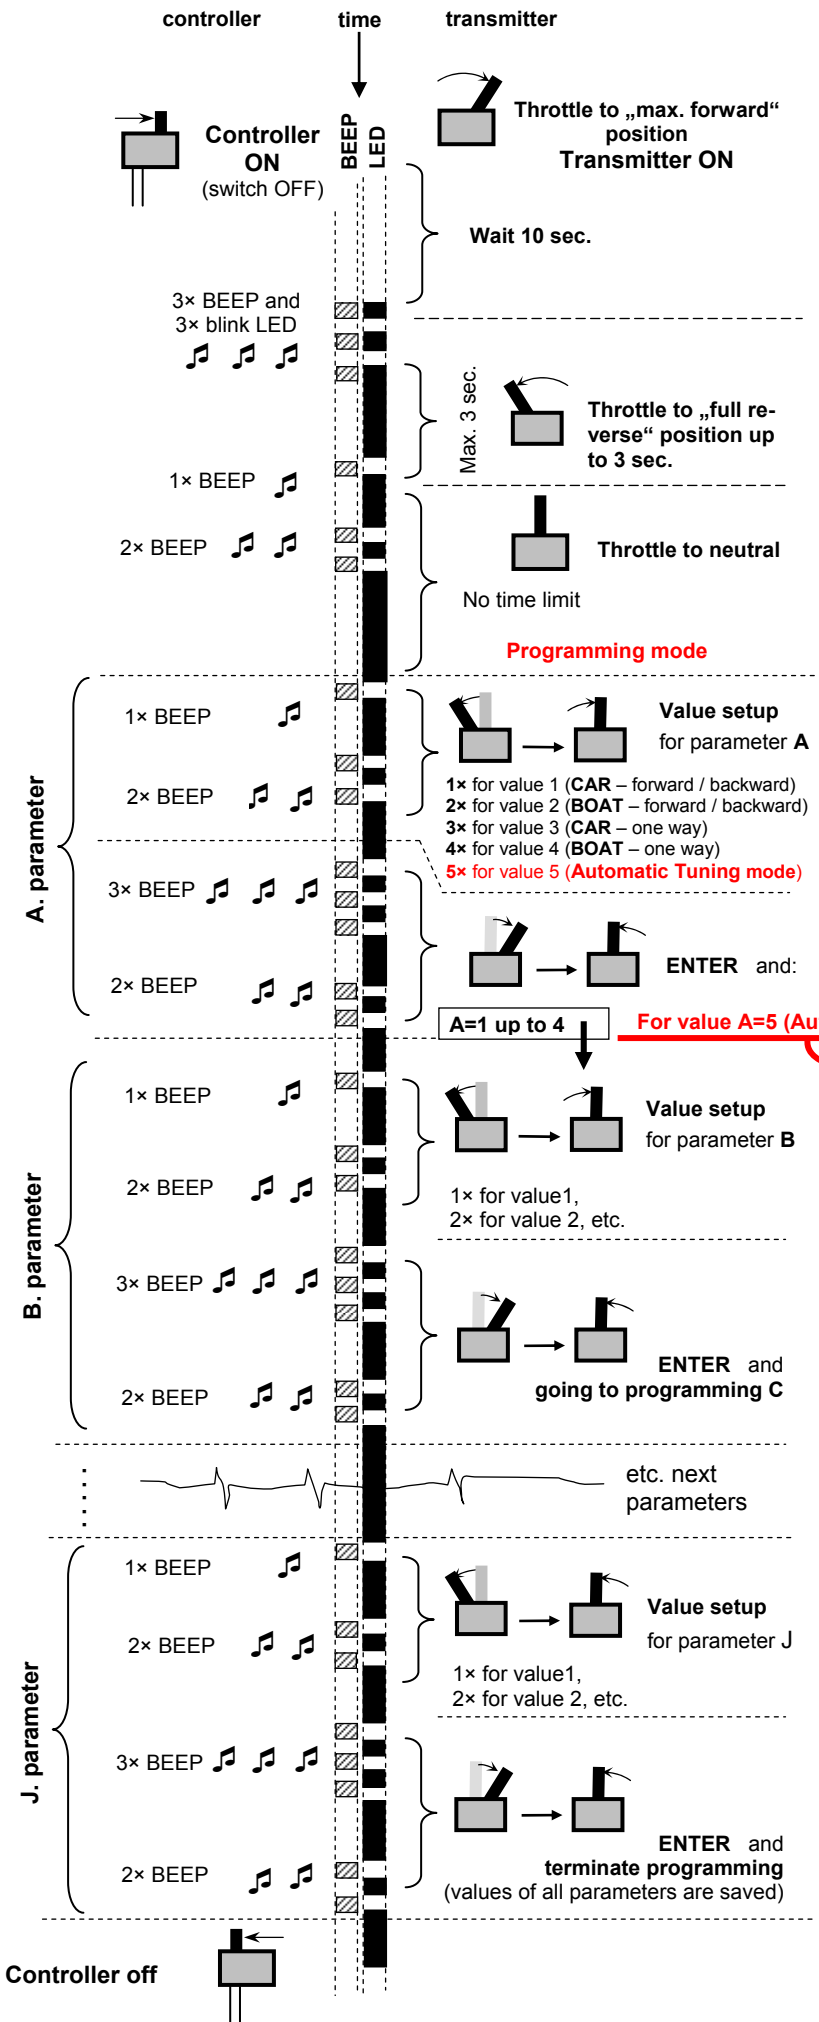 controller time transmitter
Controller
ON
(switch OFF)
BEEP
LED
Throttle to „max. forward“
position
Transmitter ON
Wait 10 sec.
3× BEEP and
3× blink LED
Max. 3 sec.
Throttle to „full re-
verse“ position up
to 3 sec.
1× BEEP
2× BEEP
Throttle to neutral
No time limit
Programming mode
A. parameter
1× BEEP
Value setup
for parameter A
2× BEEP
1× for value 1 (CAR – forward / backward)
2× for value 2 (BOAT – forward / backward)
3× for value 3 (CAR – one way)
4× for value 4 (BOAT – one way)
5× for value 5 (Automatic Tuning mode)
3× BEEP
ENTER and:
2× BEEP
A=1 up to 4
For value A=5 (Au
B. parameter
1× BEEP
Value setup
for parameter B
2× BEEP
1× for value1,
2× for value 2, etc.
3× BEEP
ENTER and
going to programming C
2× BEEP
etc. next
parameters
J. parameter
1× BEEP
Value setup
for parameter J
2× BEEP
1× for value1,
2× for value 2, etc.
3× BEEP
ENTER and
terminate programming
(values of all parameters are saved)
2× BEEP
Controller off